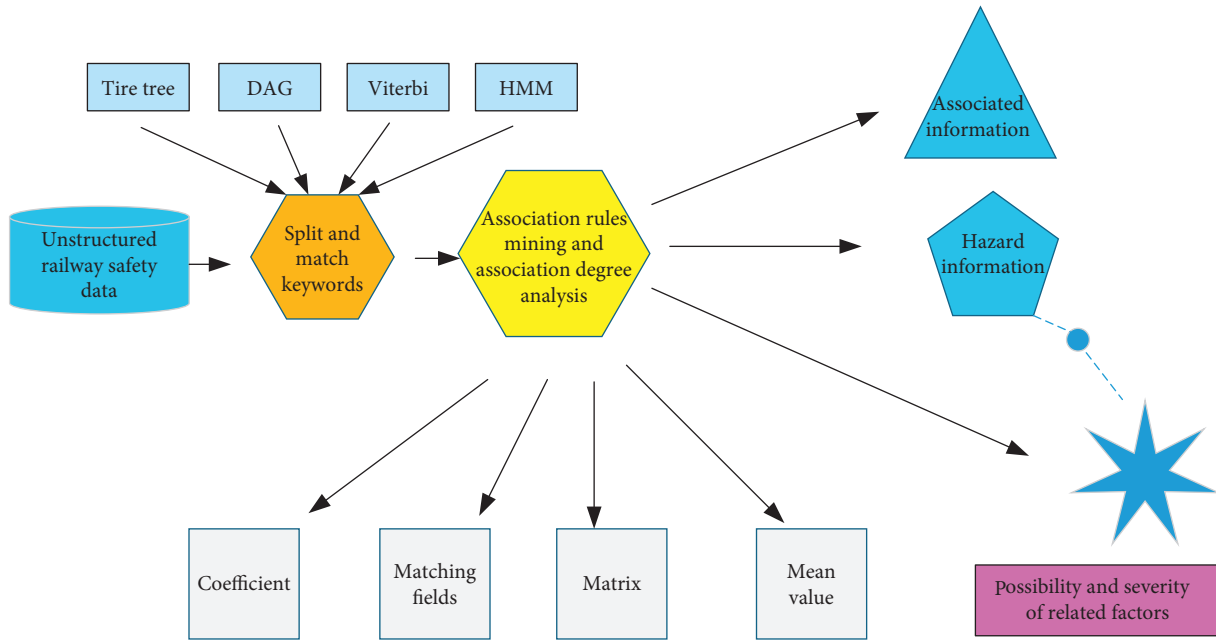 Tire tree
DAG
Viterbi
HMM
Associated
information
Unstructured
railway safety
data
Split and
match
keywords
Association rules
mining and
association degree
analysis
Hazard
information
Coefficient
Matching
fields
Matrix
Mean
value
Possibility and severity
of related factors